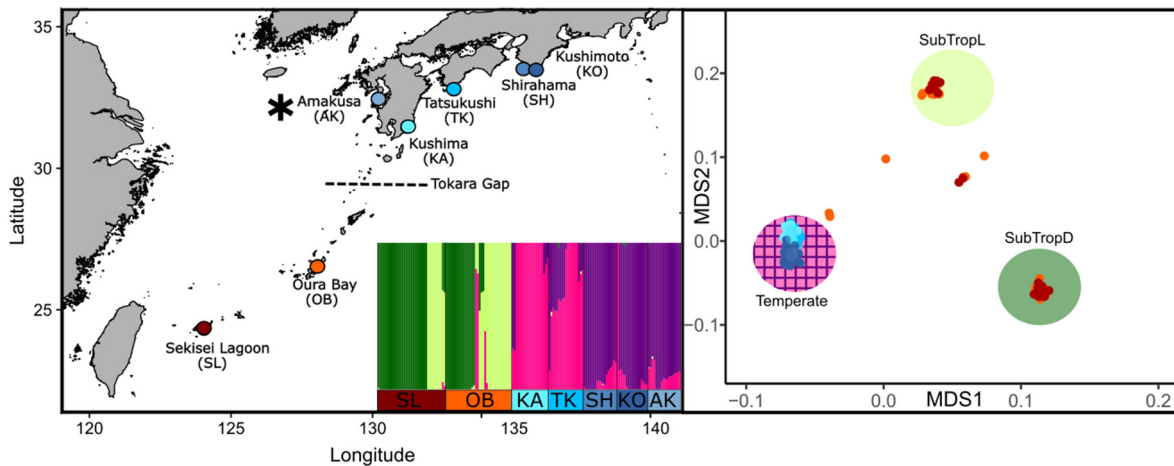 35
30
25
Latitude
120
125
130
135
140
Longitude
Kushimoto
(KO)
Shirahama
(SH)
Amakusa
(AK)
Tatsukushi
(TK)
Kushima
(KA)
Tokara Gap
Oura Bay
(OB)
Sekisei Lagoon
(SL)
SL OB KA TK SH KO AK
SubTropL
SubTropD
Temperate
0.2
0.1
0.0
−0.1
MDS2
−0.1
0.0
0.1
0.2
MDS1